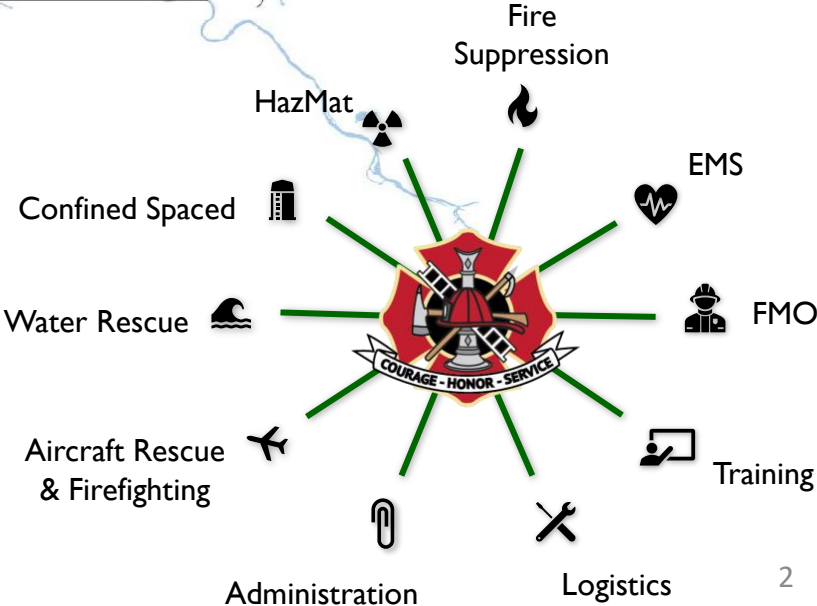 Fire
Suppression
HazMat
EMS
Confined Spaced
FMO
Water Rescue
COURAGE - HONOR - SERVICE
Aircraft Rescue
& Firefighting
Training
Administration
Logistics
2